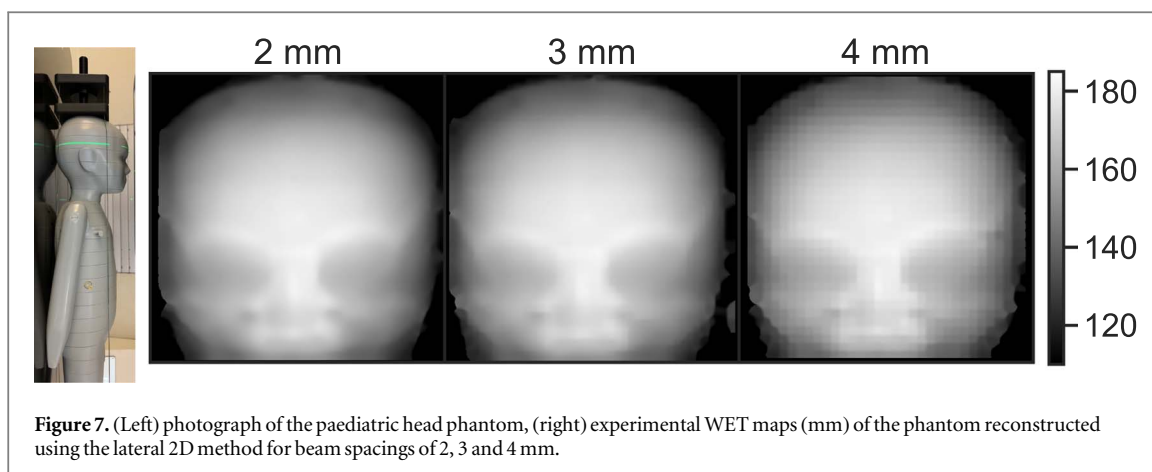 2 mm
3 mm
4 mm
180
160
140
120
Figure 7. (Left) photograph of the paediatric head phantom, (right) experimental WET maps (mm) of the phantom reconstructed
using the lateral 2D method for beam spacings of 2, 3 and 4 mm.